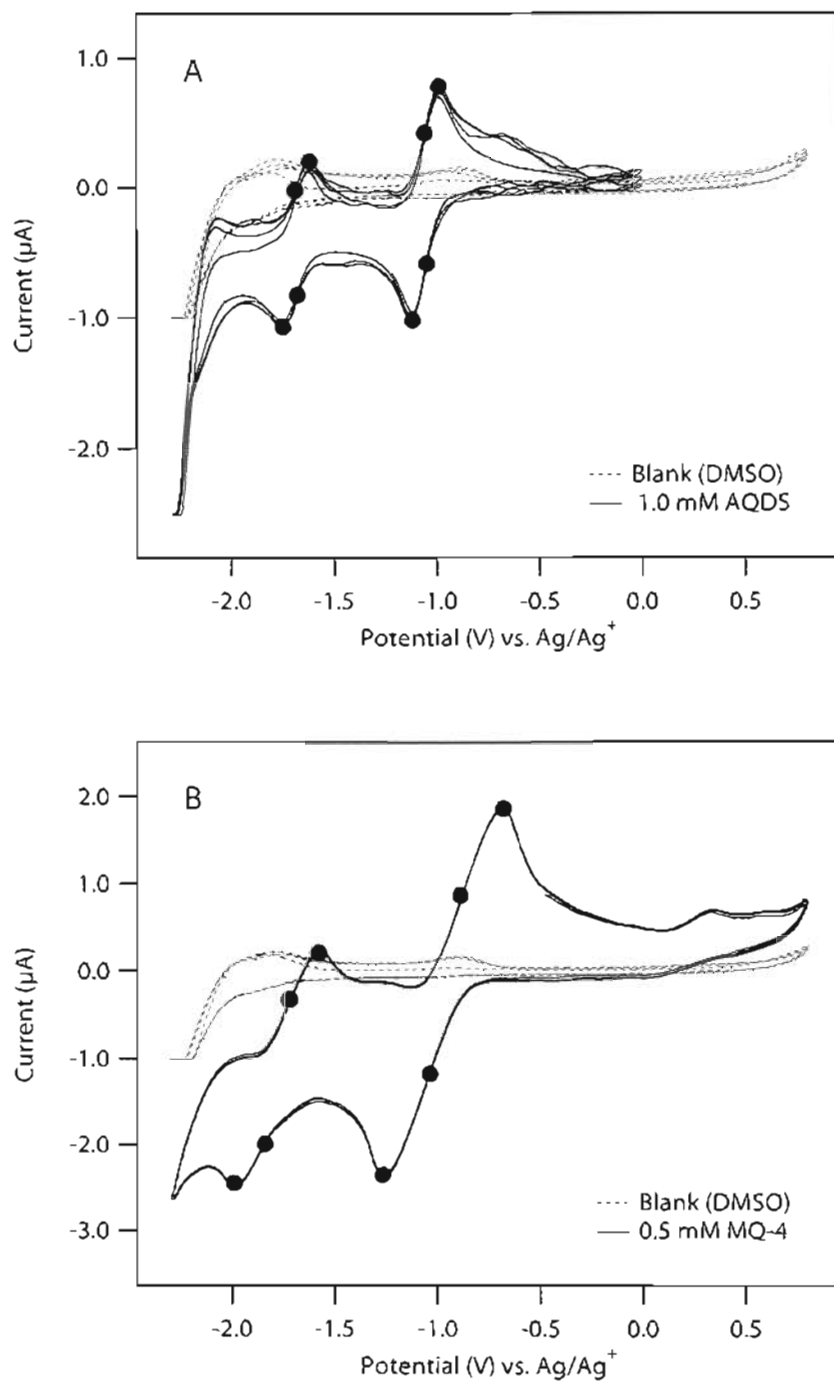 A
1.0
0.0
-1.0
-2.0
Current (µA)
Blank (DMSO)
1.0 mM AQDS
-2.0 -1.5 -1.0 -0.5 0.0 0.5
Potential (V) vs. Ag/Ag⁺
B
2.0
1.0
0.0
-1.0
-2.0
-3.0
Current (µA)
Blank (DMSO)
0.5 mM MQ-4
-2.0 -1.5 -1.0 -0.5 0.0 0.5
Potential (V) vs. Ag/Ag⁺